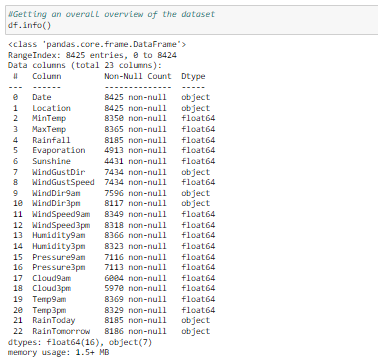 #Getting an overall overview of the dataset
df.info()
<class 'pandas.core.frame.DataFrame'>
RangeIndex: 8425 entries, 0 to 8424
Data columns (total 23 columns):
 #   Column         Non-Null Count  Dtype
---  ------         --------------  -----
 0   Date           8425 non-null   object
 1   Location       8425 non-null   object
 2   MinTemp        8350 non-null   float64
 3   MaxTemp        8365 non-null   float64
 4   Rainfall       8185 non-null   float64
 5   Evaporation    4913 non-null   float64
 6   Sunshine       4431 non-null   float64
 7   WindGustDir    7434 non-null   object
 8   WindGustSpeed  7434 non-null   float64
 9   WindDir9am     7596 non-null   object
 10  WindDir3pm     8117 non-null   object
 11  WindSpeed9am   8349 non-null   float64
 12  WindSpeed3pm   8318 non-null   float64
 13  Humidity9am    8366 non-null   float64
 14  Humidity3pm    8323 non-null   float64
 15  Pressure9am    7116 non-null   float64
 16  Pressure3pm    7113 non-null   float64
 17  Cloud9am       6004 non-null   float64
 18  Cloud3pm       5970 non-null   float64
 19  Temp9am        8369 non-null   float64
 20  Temp3pm        8329 non-null   float64
 21  RainToday      8185 non-null   object
 22  RainTomorrow   8186 non-null   object
dtypes: float64(16), object(7)
memory usage: 1.5+ MB